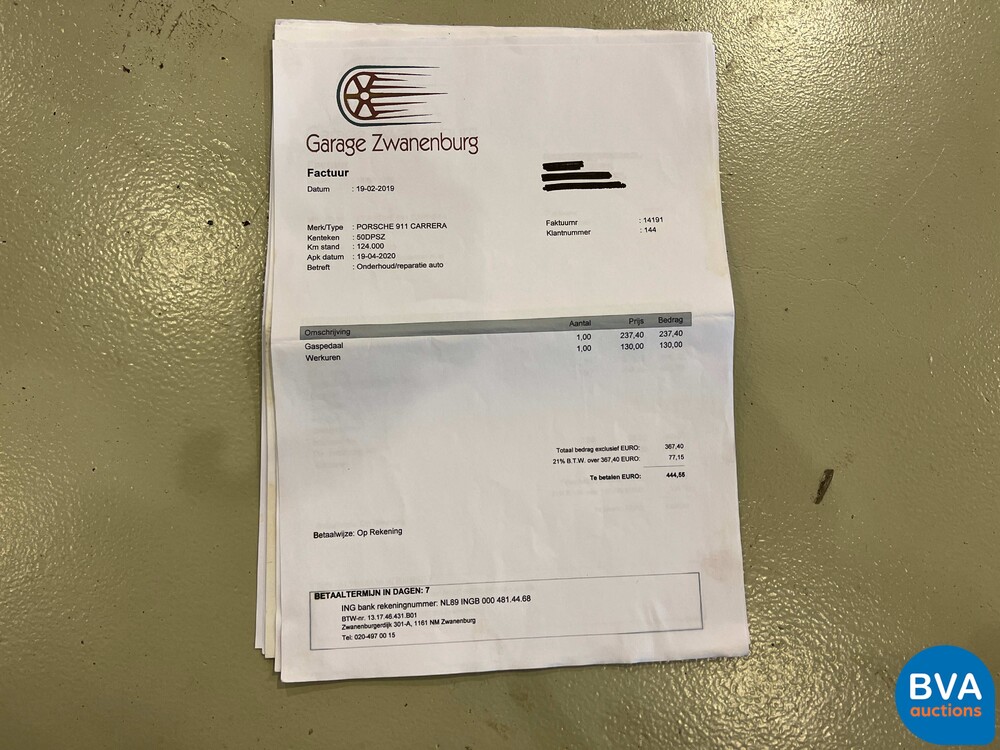 Garage Zwanenburg
Factuur
Datum : 19-02-2019
Merk/Type : PORSCHE 911 CARRERA
Kenteken : 50DPSZ
Km stand : 124.000
Apk datum : 19-04-2020
Betreft : Onderhoud/reparatie auto
Faktuurnr : 14191
Klantnummer : 144
Omschrijving Aantal Prijs Bedrag
Gaspedaal 1,00 237,40 237,40
Werkuren 1,00 130,00 130,00
Totaal bedrag exclusief EURO: 367,40
21% B.T.W. over 367,40 EURO: 77,15
Te betalen EURO: 444,55
Betaalwijze: Op Rekening
BETAALTERMIJN IN DAGEN: 7
ING bank rekeningnummer: NL89 INGB 000 481.44.68
BTW-nr. 13.17.46.431.B01
Zwanenburgerdijk 301-A, 1161 NM Zwanenburg
Tel: 020-497 00 15
BVA
auctions